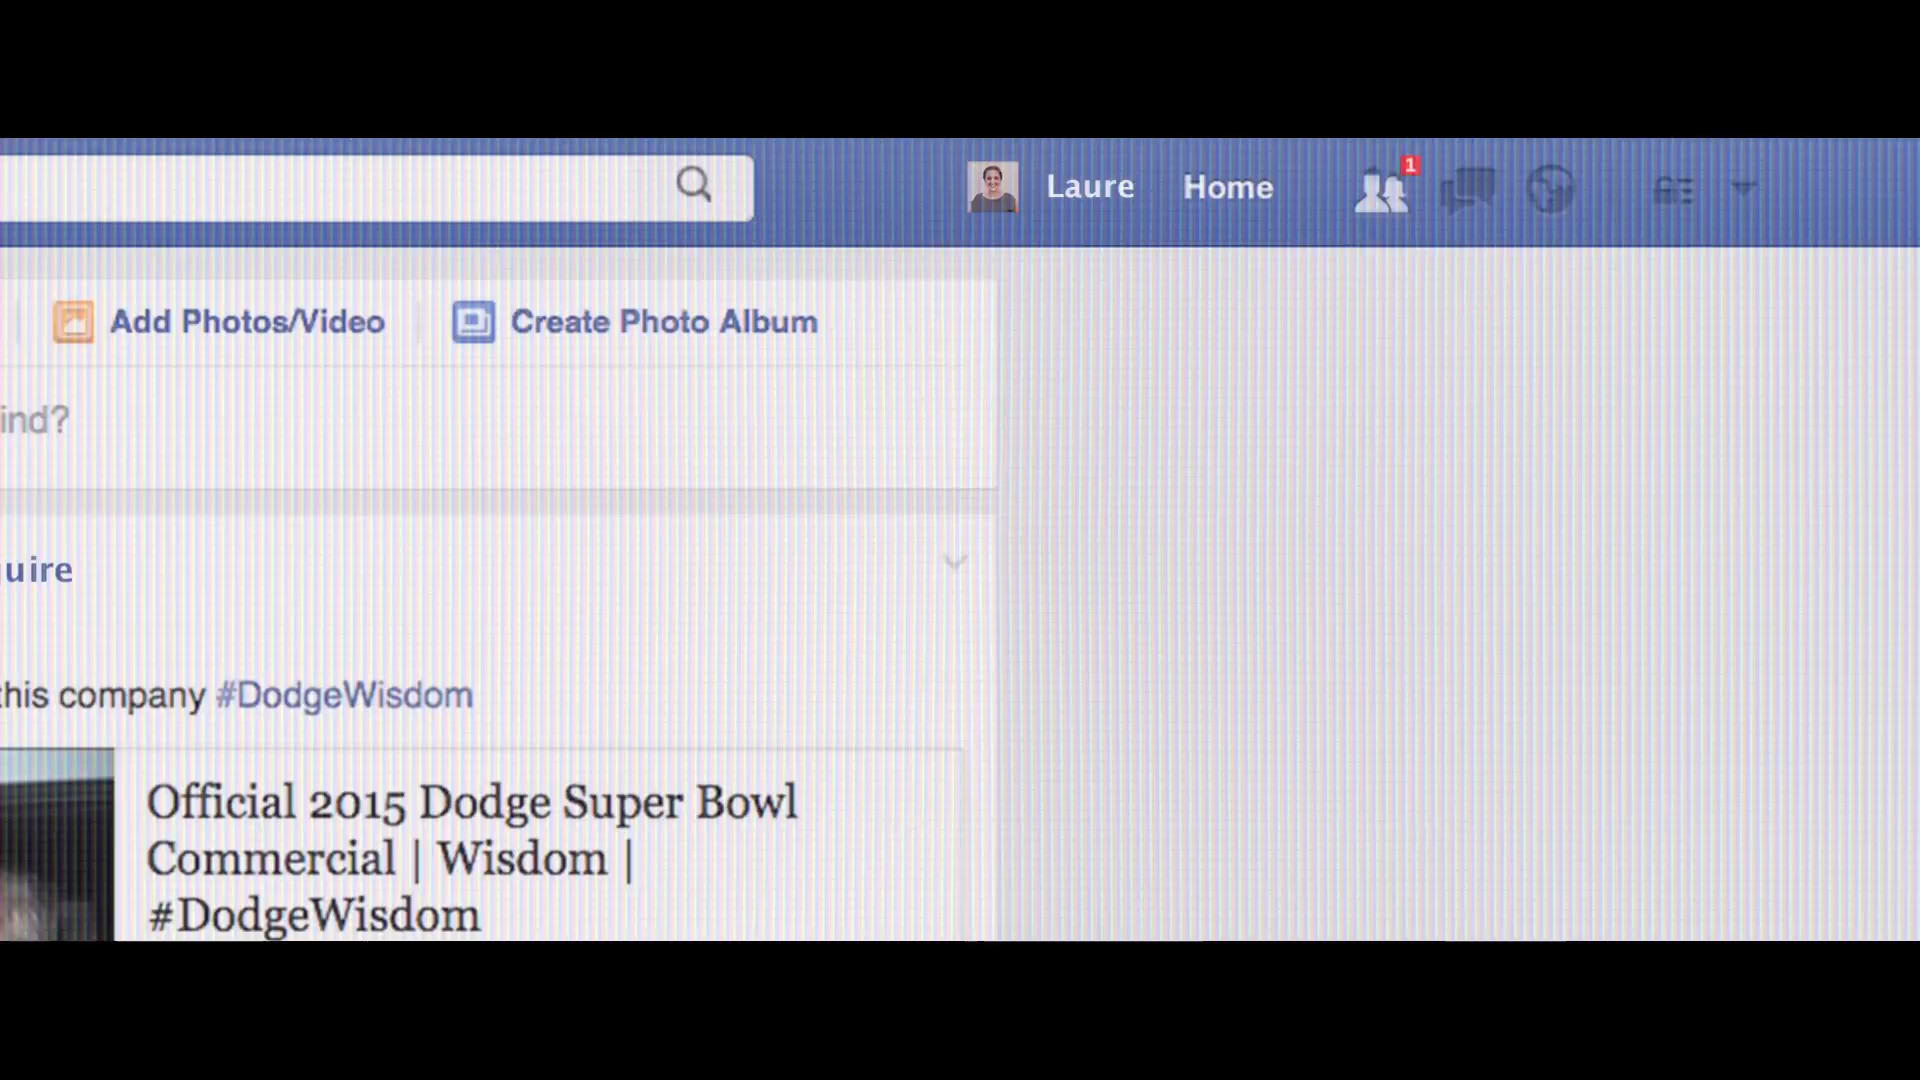 Laure Home 1
Add Photos/Video Create Photo Album
ind?
uire
this company #DodgeWisdom
Official 2015 Dodge Super Bowl
Commercial | Wisdom |
#DodgeWisdom